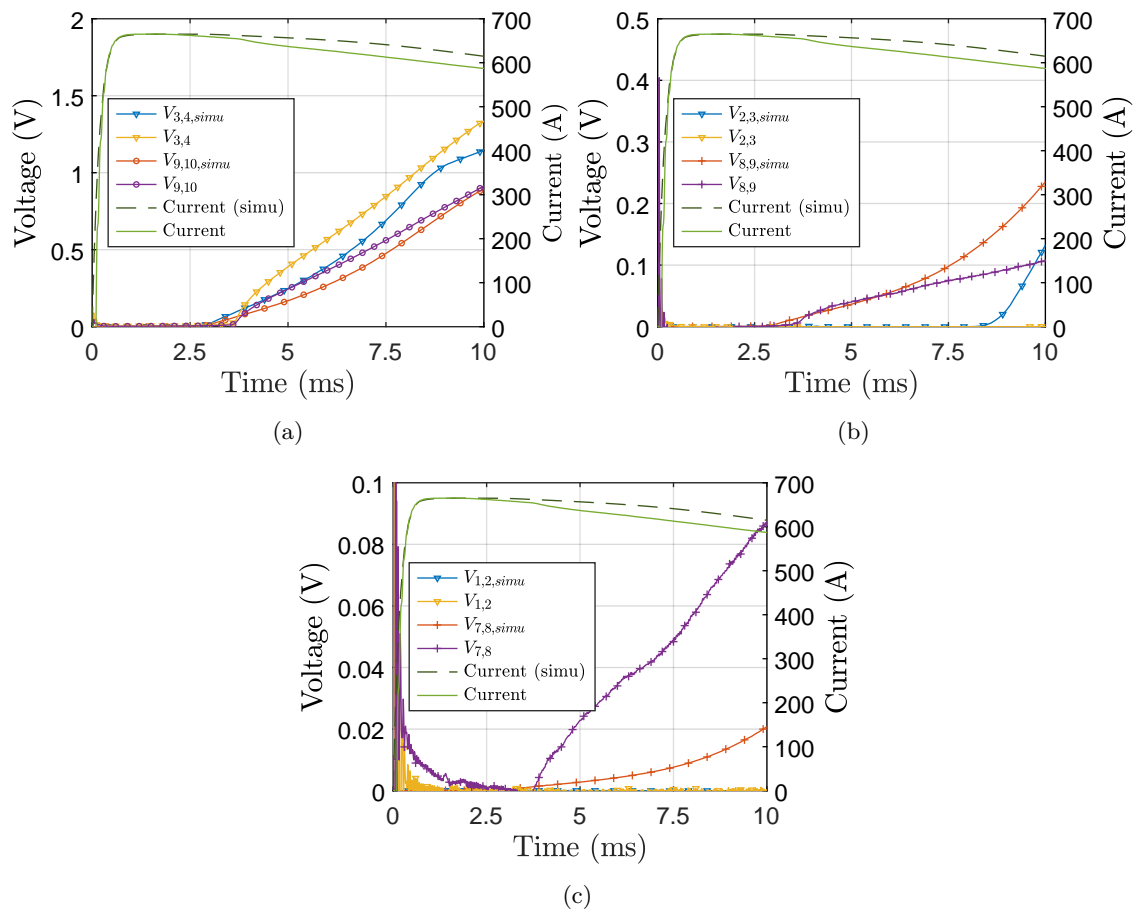 2
1.5
1
0.5
0
Voltage (V)
700
600
500
400
300
200
100
0
Current (A)
V3,4,simu
V3,4
V9,10,simu
V9,10
Current (simu)
Current
0 2.5 5 7.5 10
Time (ms)
(a)
0.5
0.4
0.3
0.2
0.1
0
Voltage (V)
700
600
500
400
300
200
100
0
Current (A)
V2,3,simu
V2,3
V8,9,simu
V8,9
Current (simu)
Current
0 2.5 5 7.5 10
Time (ms)
(b)
0.1
0.08
0.06
0.04
0.02
0
Voltage (V)
700
600
500
400
300
200
100
0
Current (A)
V1,2,simu
V1,2
V7,8,simu
V7,8
Current (simu)
Current
0 2.5 5 7.5 10
Time (ms)
(c)